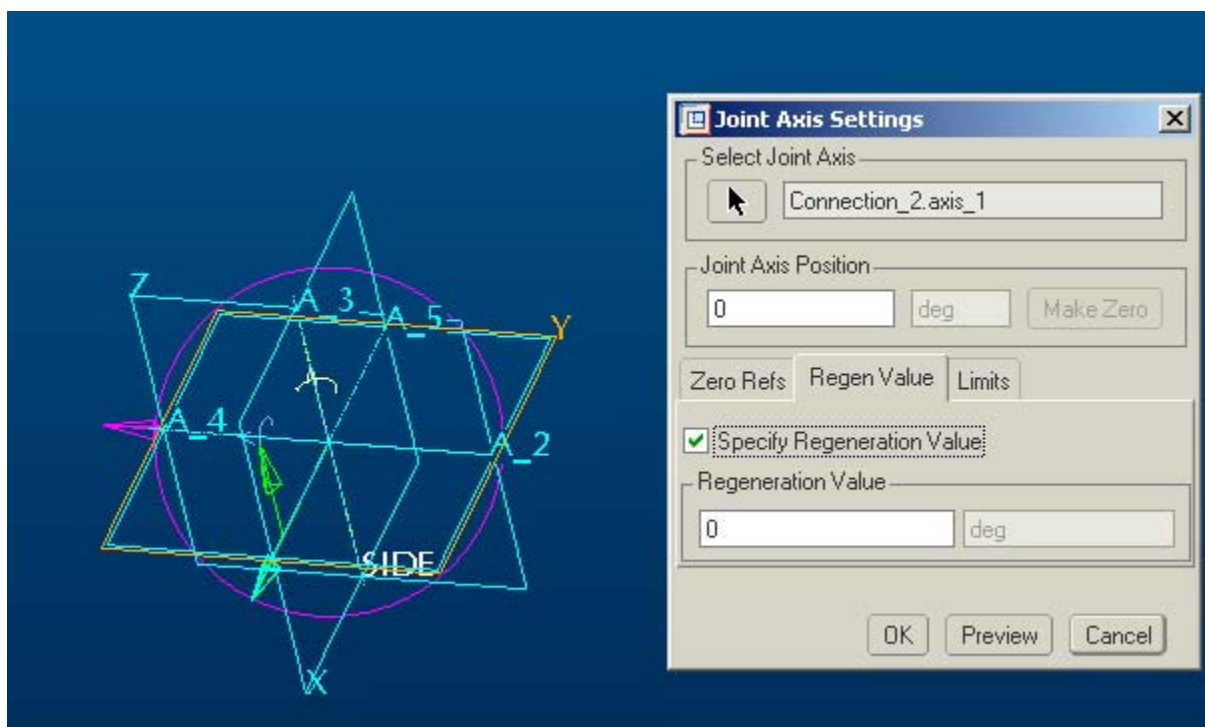 Joint Axis Settings
Select Joint Axis
Connection_2.axis_1
Joint Axis Position
0 deg Make Zero
Zero Refs Regen Value Limits
Specify Regeneration Value
Regeneration Value
0 deg
OK Preview Cancel
Z
A_3
A_5
Y
A_4
A_2
SIDE
X